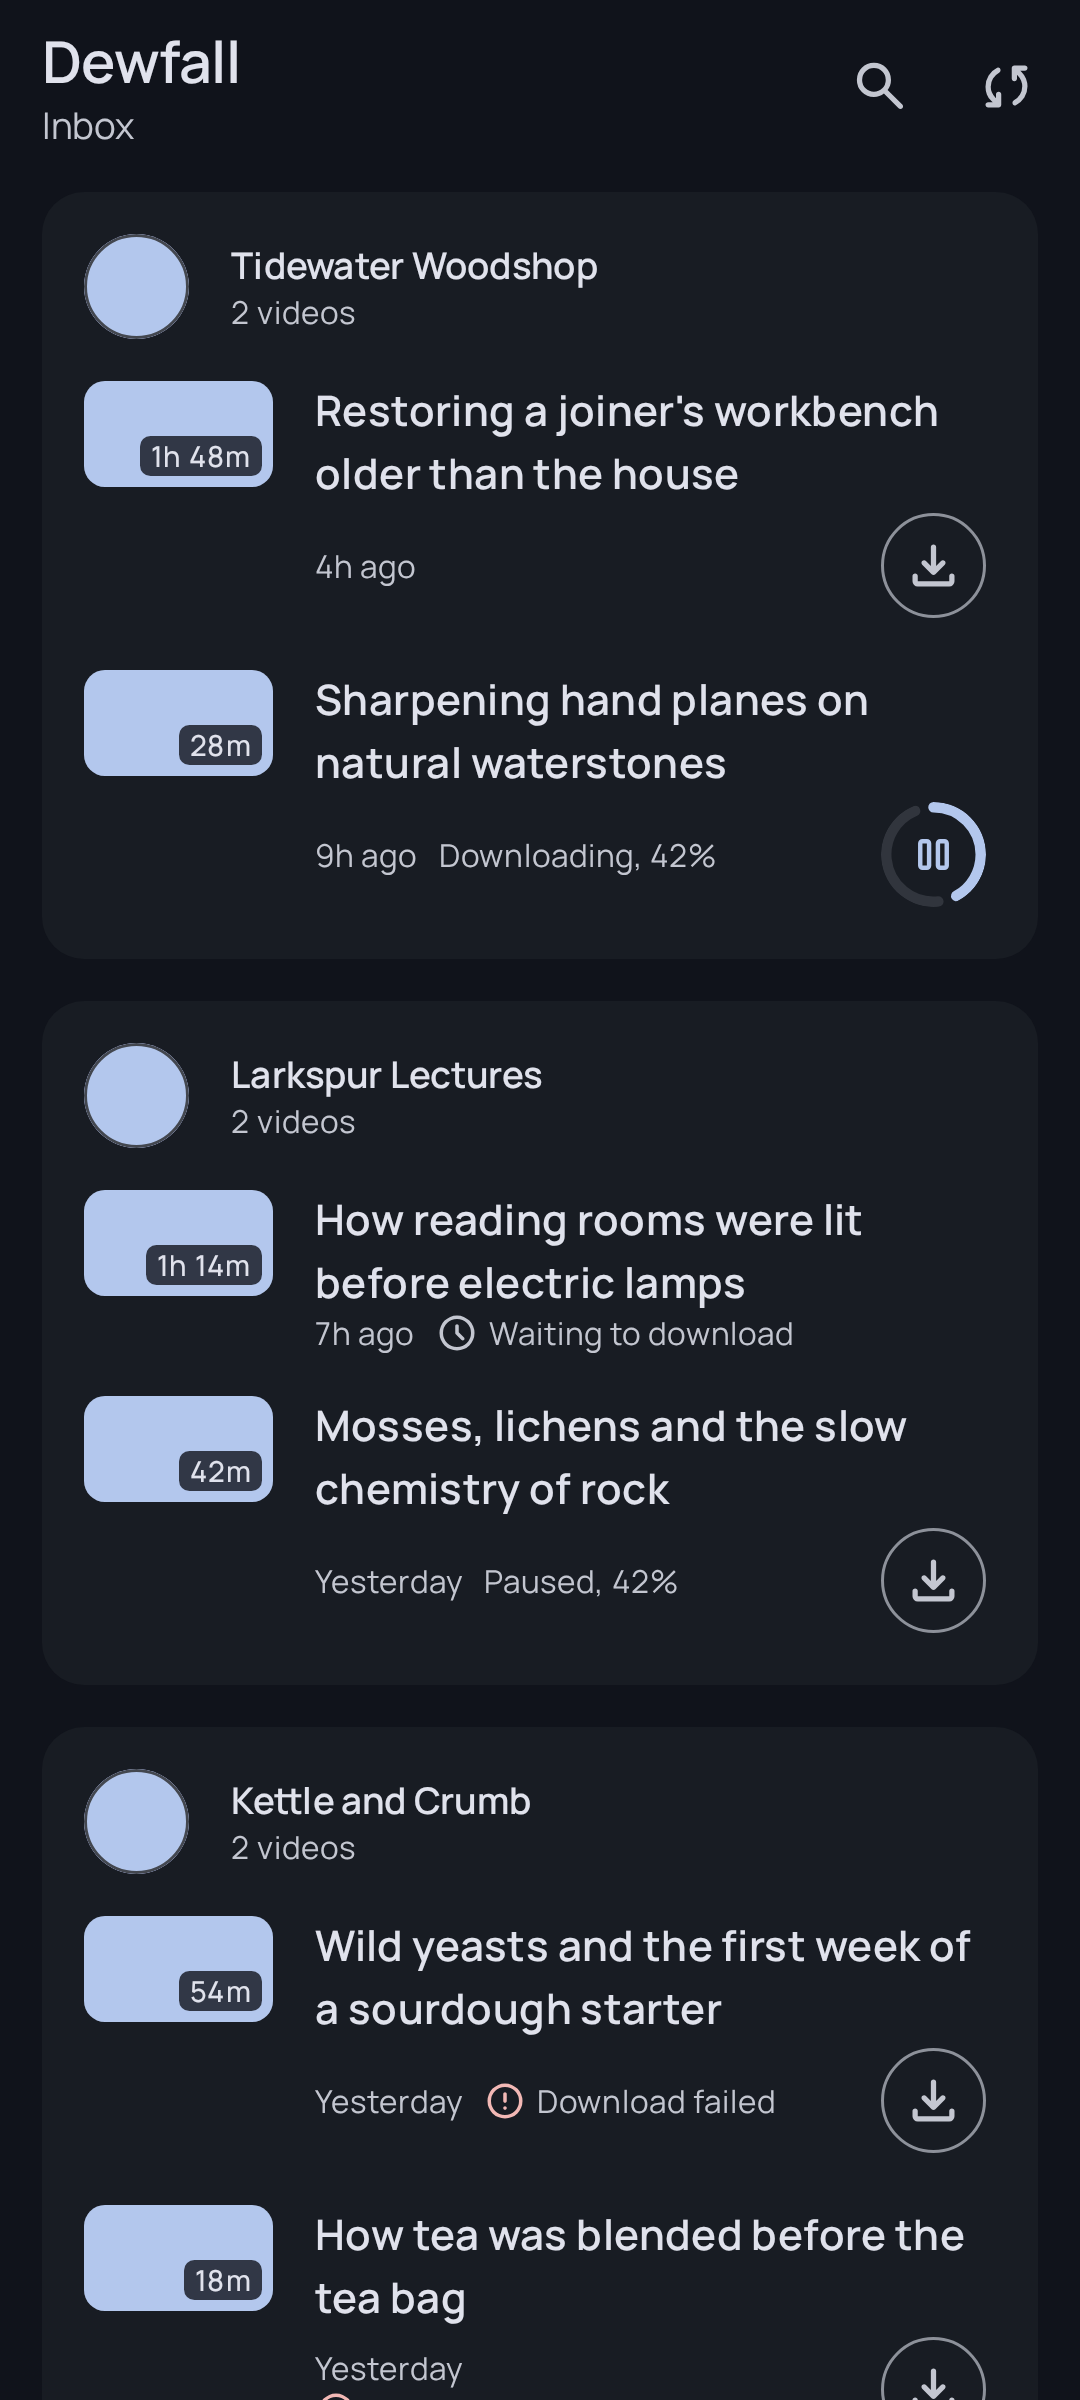 Dewfall
Inbox
Tidewater Woodshop
2 videos
1h 48m
Restoring a joiner's workbench
older than the house
4h ago
28m
Sharpening hand planes on
natural waterstones
9h ago Downloading, 42%
Larkspur Lectures
2 videos
1h 14m
How reading rooms were lit
before electric lamps
7h ago Waiting to download
42m
Mosses, lichens and the slow
chemistry of rock
Yesterday Paused, 42%
Kettle and Crumb
2 videos
54m
Wild yeasts and the first week of
a sourdough starter
Yesterday Download failed
18m
How tea was blended before the
tea bag
Yesterday